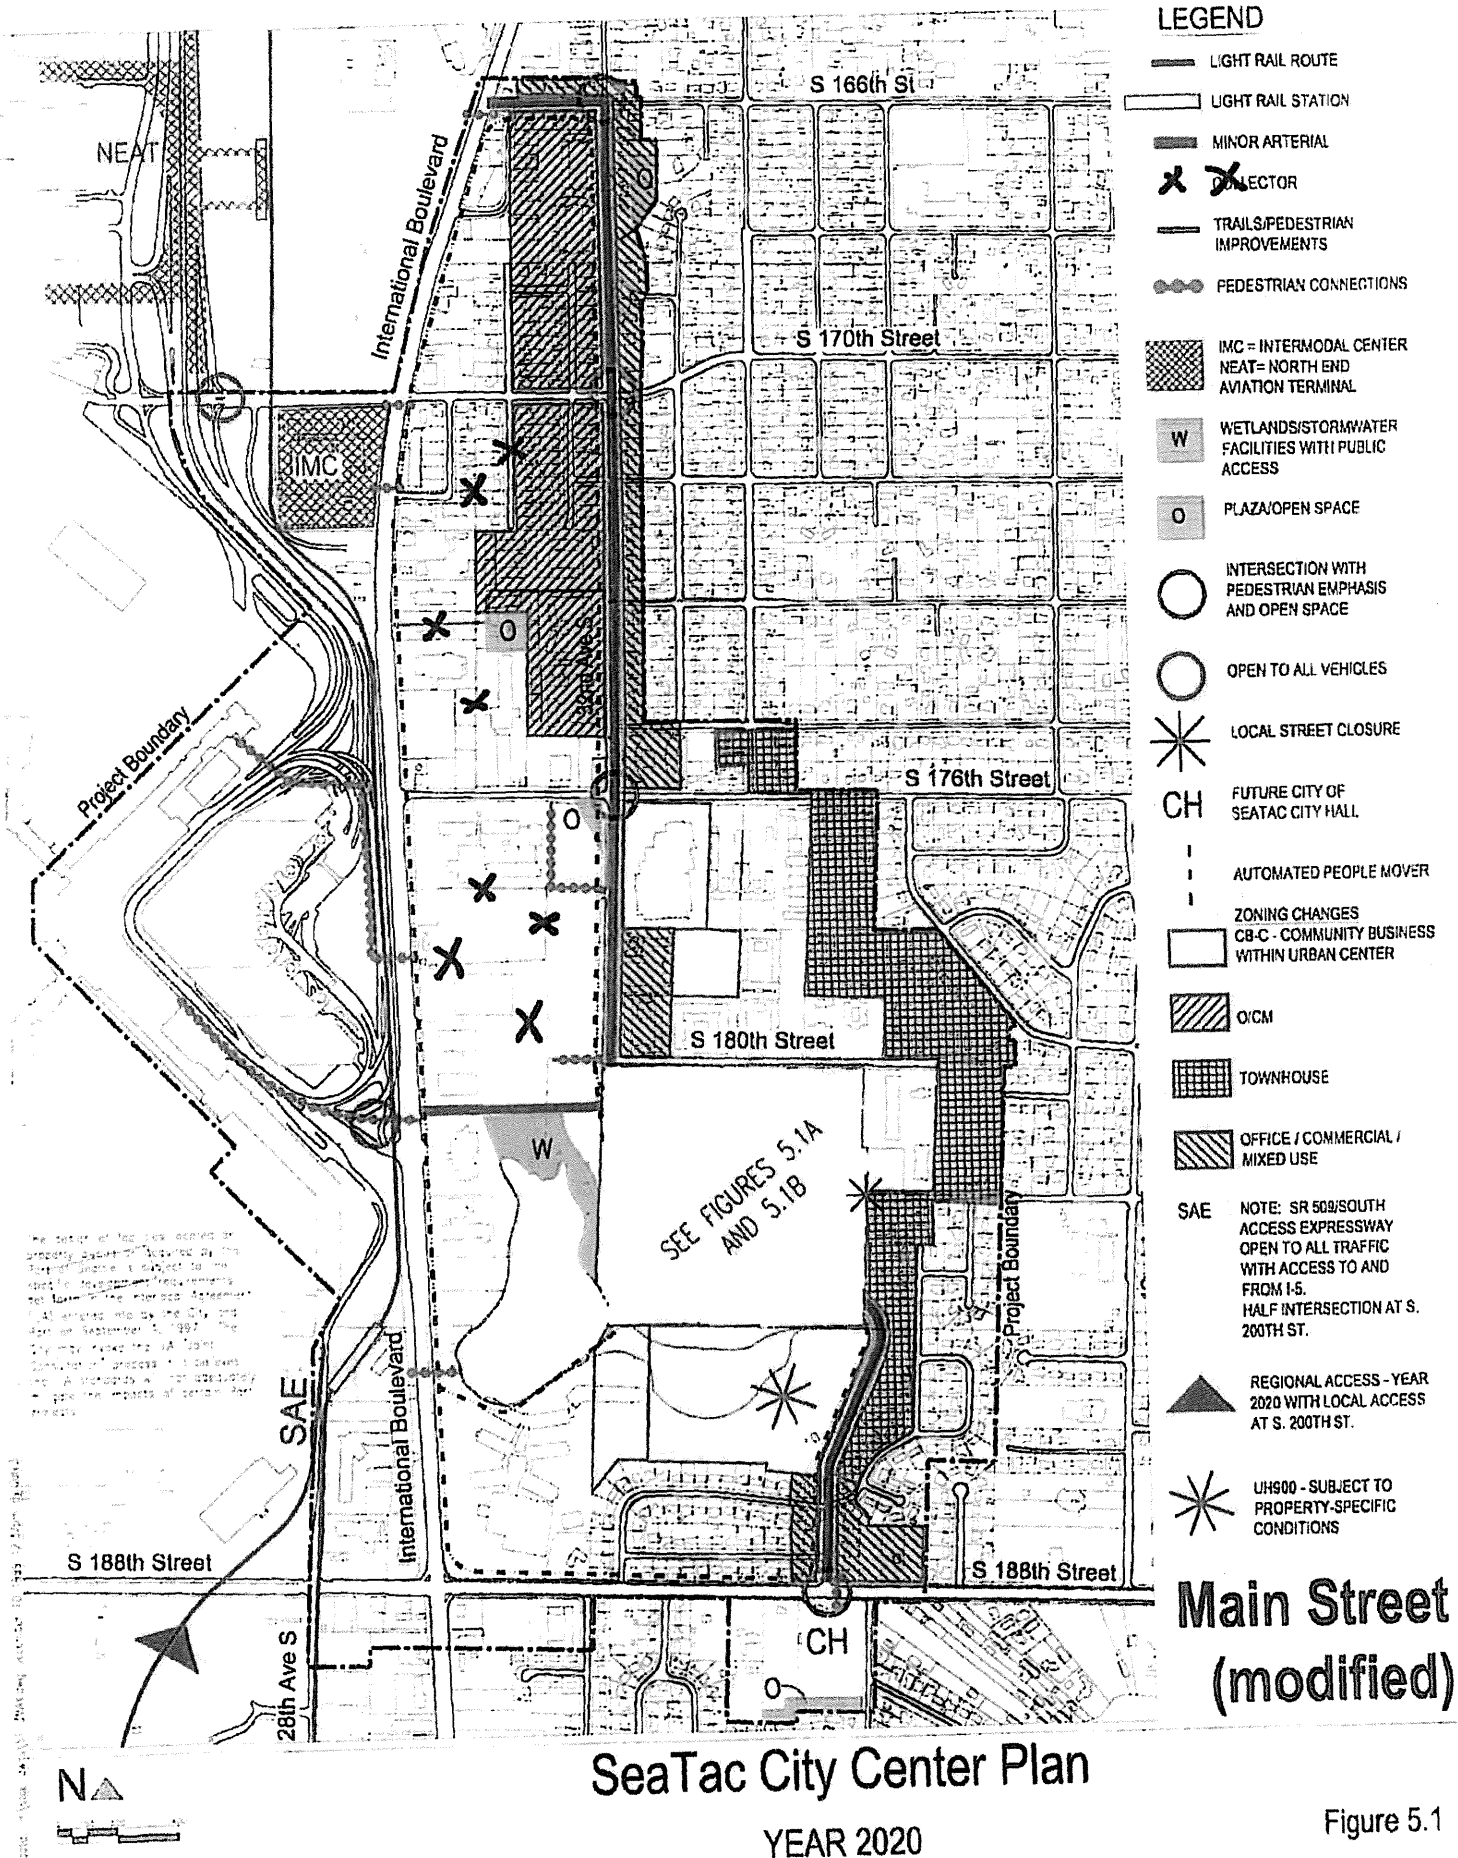 LEGEND
LIGHT RAIL ROUTE
LIGHT RAIL STATION
MINOR ARTERIAL
COLLECTOR
TRAILS/PEDESTRIAN
IMPROVEMENTS
PEDESTRIAN CONNECTIONS
IMC = INTERMODAL CENTER
NEAT= NORTH END
AVIATION TERMINAL
W
WETLANDS/STORMWATER
FACILITIES WITH PUBLIC
ACCESS
O
PLAZA/OPEN SPACE
INTERSECTION WITH
PEDESTRIAN EMPHASIS
AND OPEN SPACE
OPEN TO ALL VEHICLES
LOCAL STREET CLOSURE
CH
FUTURE CITY OF
SEATAC CITY HALL
AUTOMATED PEOPLE MOVER
ZONING CHANGES
CB-C - COMMUNITY BUSINESS
WITHIN URBAN CENTER
O/CM
TOWNHOUSE
OFFICE / COMMERCIAL /
MIXED USE
SAE
NOTE: SR 509/SOUTH
ACCESS EXPRESSWAY
OPEN TO ALL TRAFFIC
WITH ACCESS TO AND
FROM I-5.
HALF INTERSECTION AT S.
200TH ST.
REGIONAL ACCESS - YEAR
2020 WITH LOCAL ACCESS
AT S. 200TH ST.
UH900 - SUBJECT TO
PROPERTY-SPECIFIC
CONDITIONS
S 166th St
NEAT
International Boulevard
O
S 170th Street
IMC
O
32nd Ave S
Project Boundary
S 176th Street
O
S 180th Street
W
SEE FIGURES 5.1A
AND 5.1B
Project Boundary
SAE
International Boulevard
S 188th Street
S 188th Street
28th Ave S
CH
O
Main Street
(modified)
N
SeaTac City Center Plan
YEAR 2020
Figure 5.1